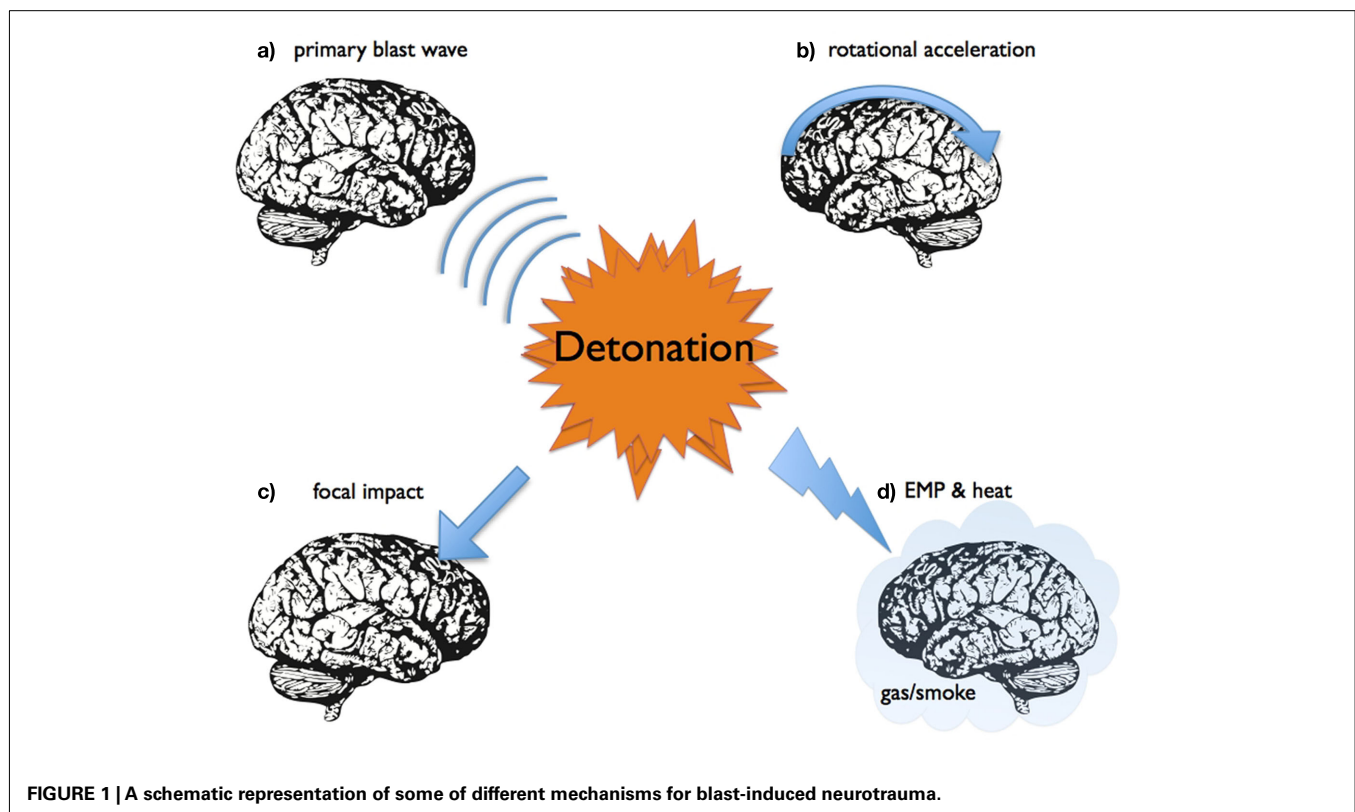 a) primary blast wave
b) rotational acceleration
Detonation
c) focal impact
d) EMP & heat
gas/smoke
FIGURE 1 | A schematic representation of some of different mechanisms for blast-induced neurotrauma.